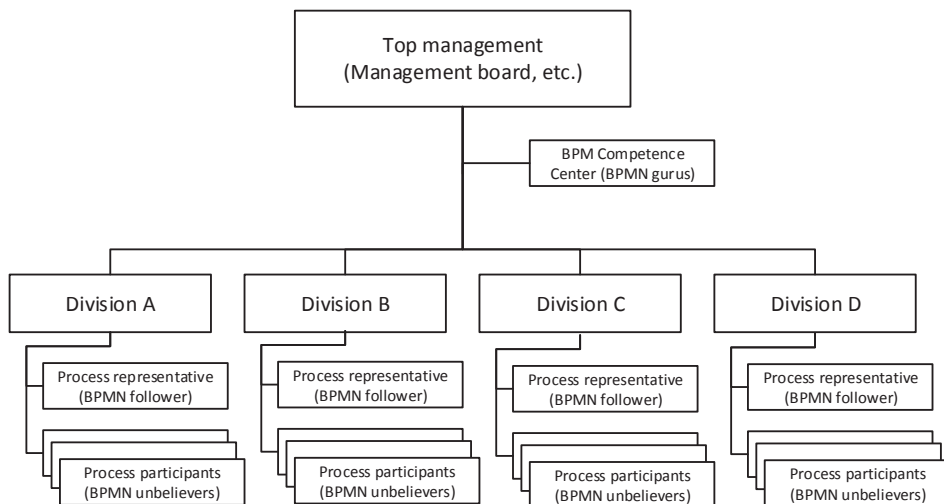 Top management
(Management board, etc.)
BPM Competence
Center (BPMN gurus)
Division A
Division B
Division C
Division D
Process representative
(BPMN follower)
Process representative
(BPMN follower)
Process representative
(BPMN follower)
Process representative
(BPMN follower)
Process participants
(BPMN unbelievers)
Process participants
(BPMN unbelievers)
Process participants
(BPMN unbelievers)
Process participants
(BPMN unbelievers)